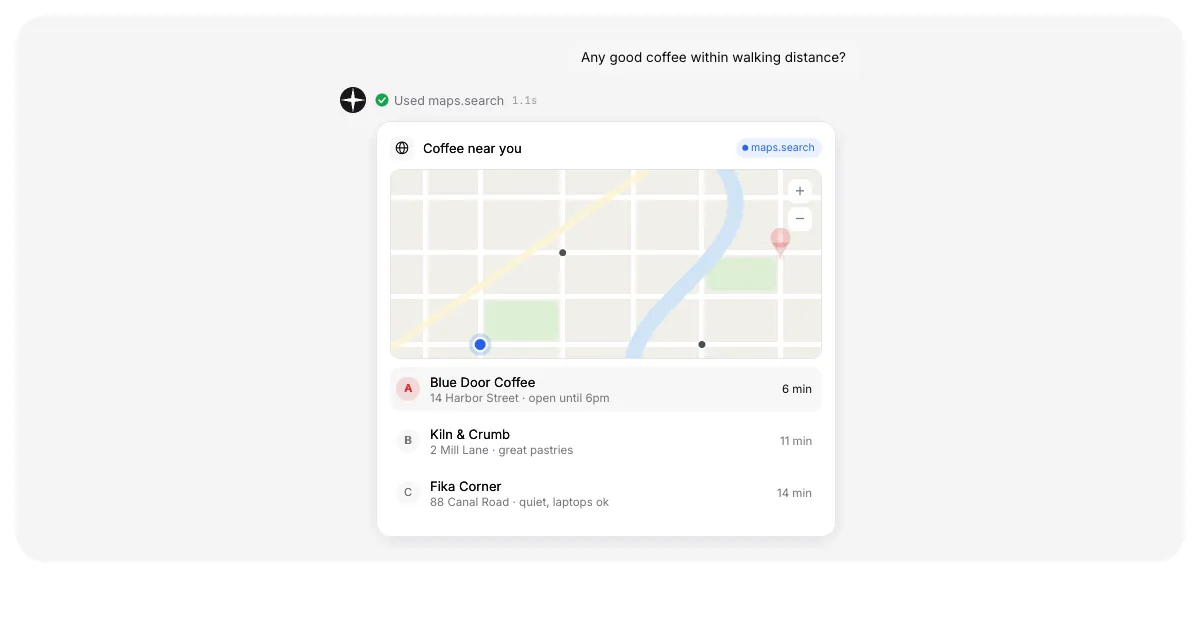 Any good coffee within walking distance?
Used maps.search 1.1s
Coffee near you
maps.search
+
−
A
Blue Door Coffee
14 Harbor Street · open until 6pm
6 min
B
Kiln & Crumb
2 Mill Lane · great pastries
11 min
C
Fika Corner
88 Canal Road · quiet, laptops ok
14 min